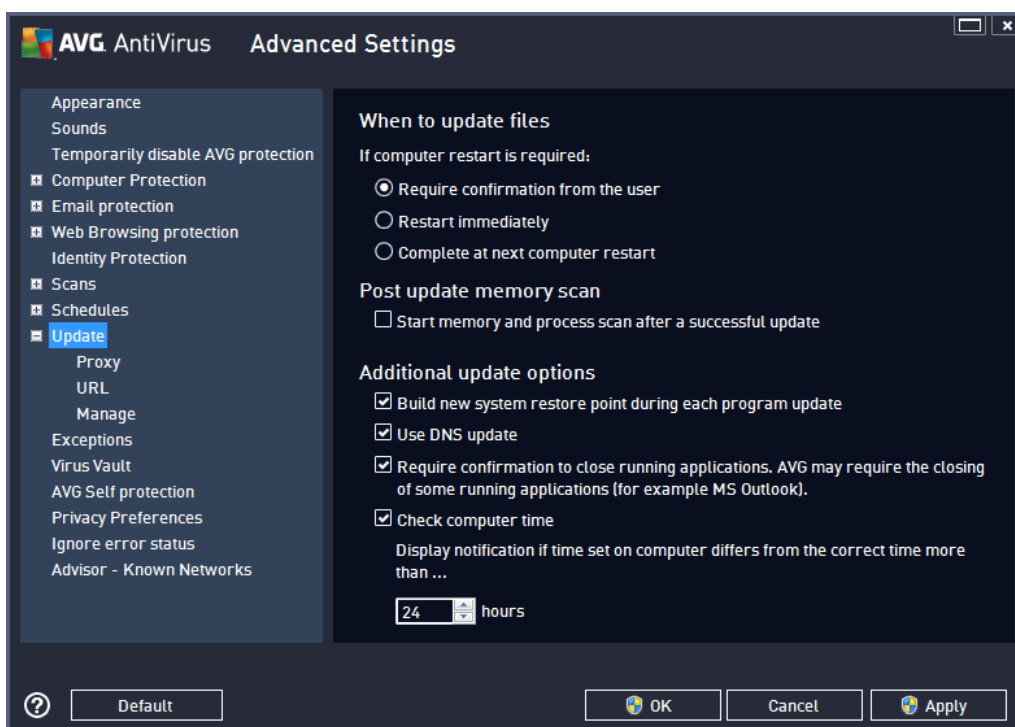 AVG AntiVirus Advanced Settings
Appearance
Sounds
Temporarily disable AVG protection
Computer Protection
Email protection
Web Browsing protection
Identity Protection
Scans
Schedules
Update
Proxy
URL
Manage
Exceptions
Virus Vault
AVG Self protection
Privacy Preferences
Ignore error status
Advisor - Known Networks
When to update files
If computer restart is required:
Require confirmation from the user
Restart immediately
Complete at next computer restart
Post update memory scan
Start memory and process scan after a successful update
Additional update options
Build new system restore point during each program update
Use DNS update
Require confirmation to close running applications. AVG may require the closing
of some running applications (for example MS Outlook).
Check computer time
Display notification if time set on computer differs from the correct time more
than ...
24 hours
? Default OK Cancel Apply